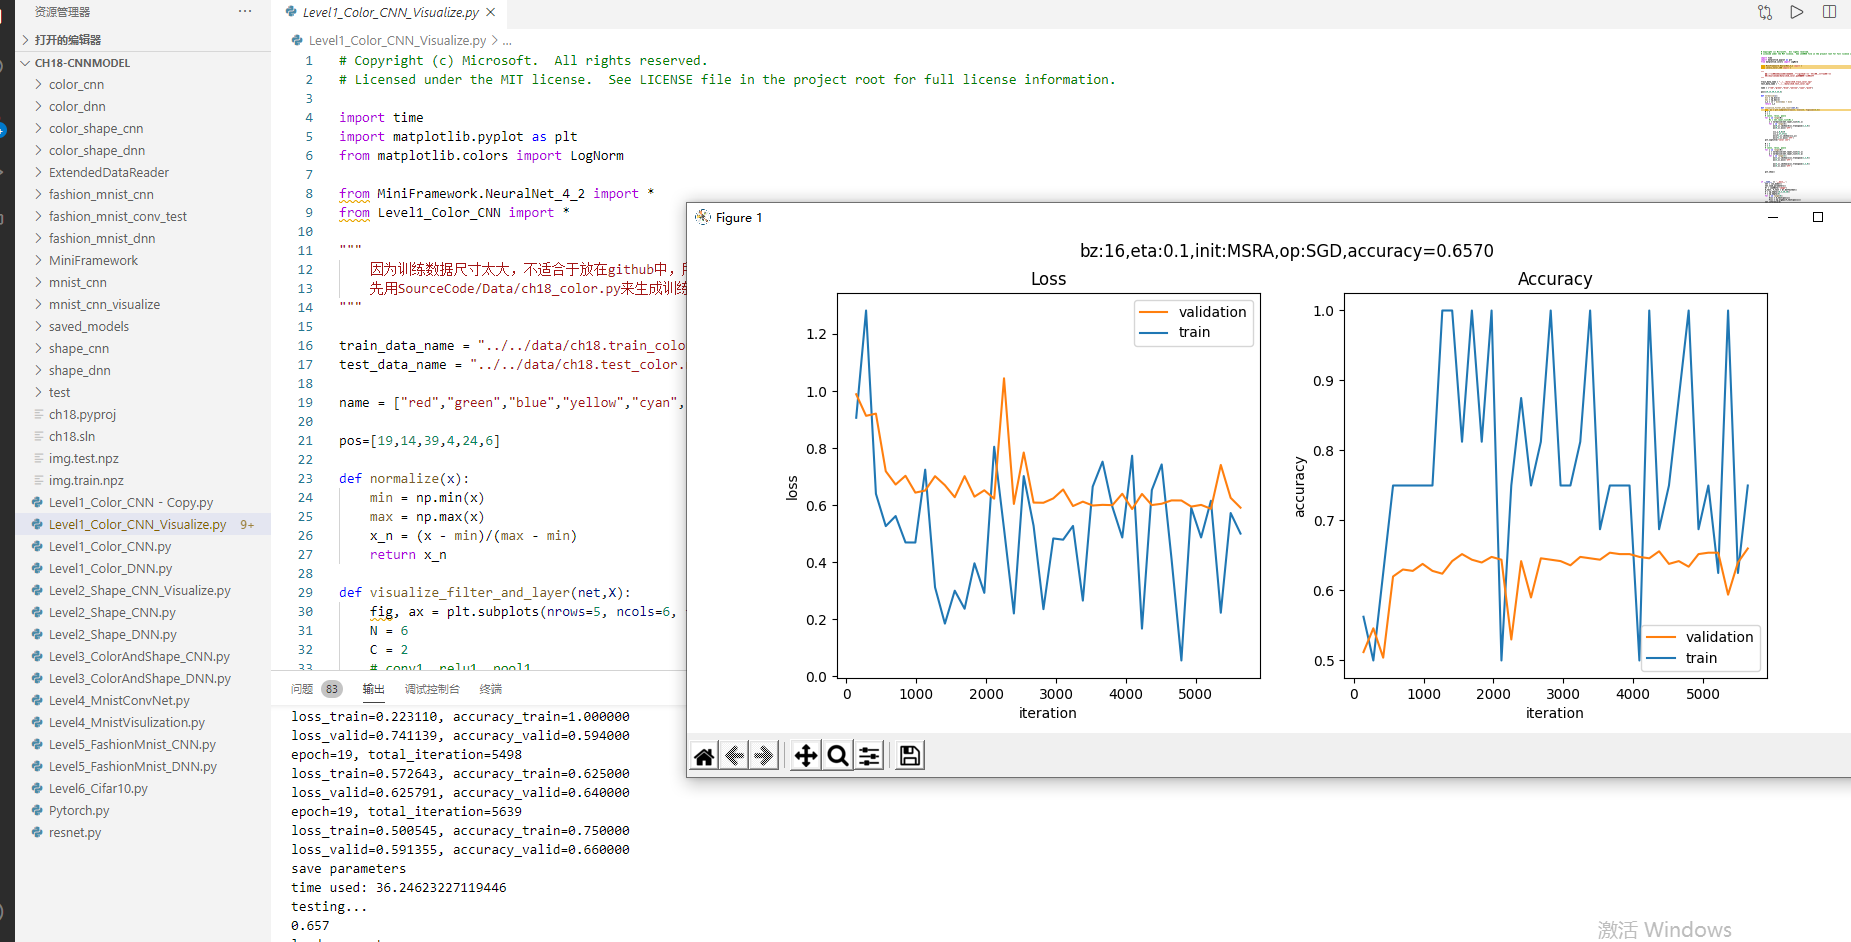 资源管理器
打开的编辑器
CH18-CNNMODEL
color_cnn
color_dnn
color_shape_cnn
color_shape_dnn
ExtendedDataReader
fashion_mnist_cnn
fashion_mnist_conv_test
fashion_mnist_dnn
MiniFramework
mnist_cnn
mnist_cnn_visualize
saved_models
shape_cnn
shape_dnn
test
ch18.pyproj
ch18.sln
img.test.npz
img.train.npz
Level1_Color_CNN - Copy.py
Level1_Color_CNN_Visualize.py 9+
Level1_Color_CNN.py
Level1_Color_DNN.py
Level2_Shape_CNN_Visualize.py
Level2_Shape_CNN.py
Level2_Shape_DNN.py
Level3_ColorAndShape_CNN.py
Level3_ColorAndShape_DNN.py
Level4_MnistConvNet.py
Level4_MnistVisulization.py
Level5_FashionMnist_CNN.py
Level5_FashionMnist_DNN.py
Level6_Cifar10.py
Pytorch.py
resnet.py
Level1_Color_CNN_Visualize.py
Level1_Color_CNN_Visualize.py > ...
1 # Copyright (c) Microsoft.  All rights reserved.
2 # Licensed under the MIT license.  See LICENSE file in the project root for full license information.
3
4 import time
5 import matplotlib.pyplot as plt
6 from matplotlib.colors import LogNorm
7
8 from MiniFramework.NeuralNet_4_2 import *
9 from Level1_Color_CNN import *
10
11 """
12     因为训练数据尺寸太大，不适合于放在github中，
13     先用SourceCode/Data/ch18_color.py来生成训练
14 """
15
16 train_data_name = "../../data/ch18.train_colo
17 test_data_name = "../../data/ch18.test_color.
18
19 name = ["red","green","blue","yellow","cyan",
20
21 pos=[19,14,39,4,24,6]
22
23 def normalize(x):
24     min = np.min(x)
25     max = np.max(x)
26     x_n = (x - min)/(max - min)
27     return x_n
28
29 def visualize_filter_and_layer(net,X):
30     fig, ax = plt.subplots(nrows=5, ncols=6,
31     N = 6
32     C = 2
33     # conv1, relu1, pool1
问题 83 输出 调试控制台 终端
loss_train=0.223110, accuracy_train=1.000000
loss_valid=0.741139, accuracy_valid=0.594000
epoch=19, total_iteration=5498
loss_train=0.572643, accuracy_train=0.625000
loss_valid=0.625791, accuracy_valid=0.640000
epoch=19, total_iteration=5639
loss_train=0.500545, accuracy_train=0.750000
loss_valid=0.591355, accuracy_valid=0.660000
save parameters
time used: 36.24623227119446
testing...
0.657
Figure 1
bz:16,eta:0.1,init:MSRA,op:SGD,accuracy=0.6570
Loss
validation
train
1.2
1.0
0.8
0.6
0.4
0.2
0.0
loss
0 1000 2000 3000 4000 5000
iteration
Accuracy
1.0
0.9
0.8
0.7
0.6
0.5
accuracy
validation
train
0 1000 2000 3000 4000 5000
iteration
激活 Windows